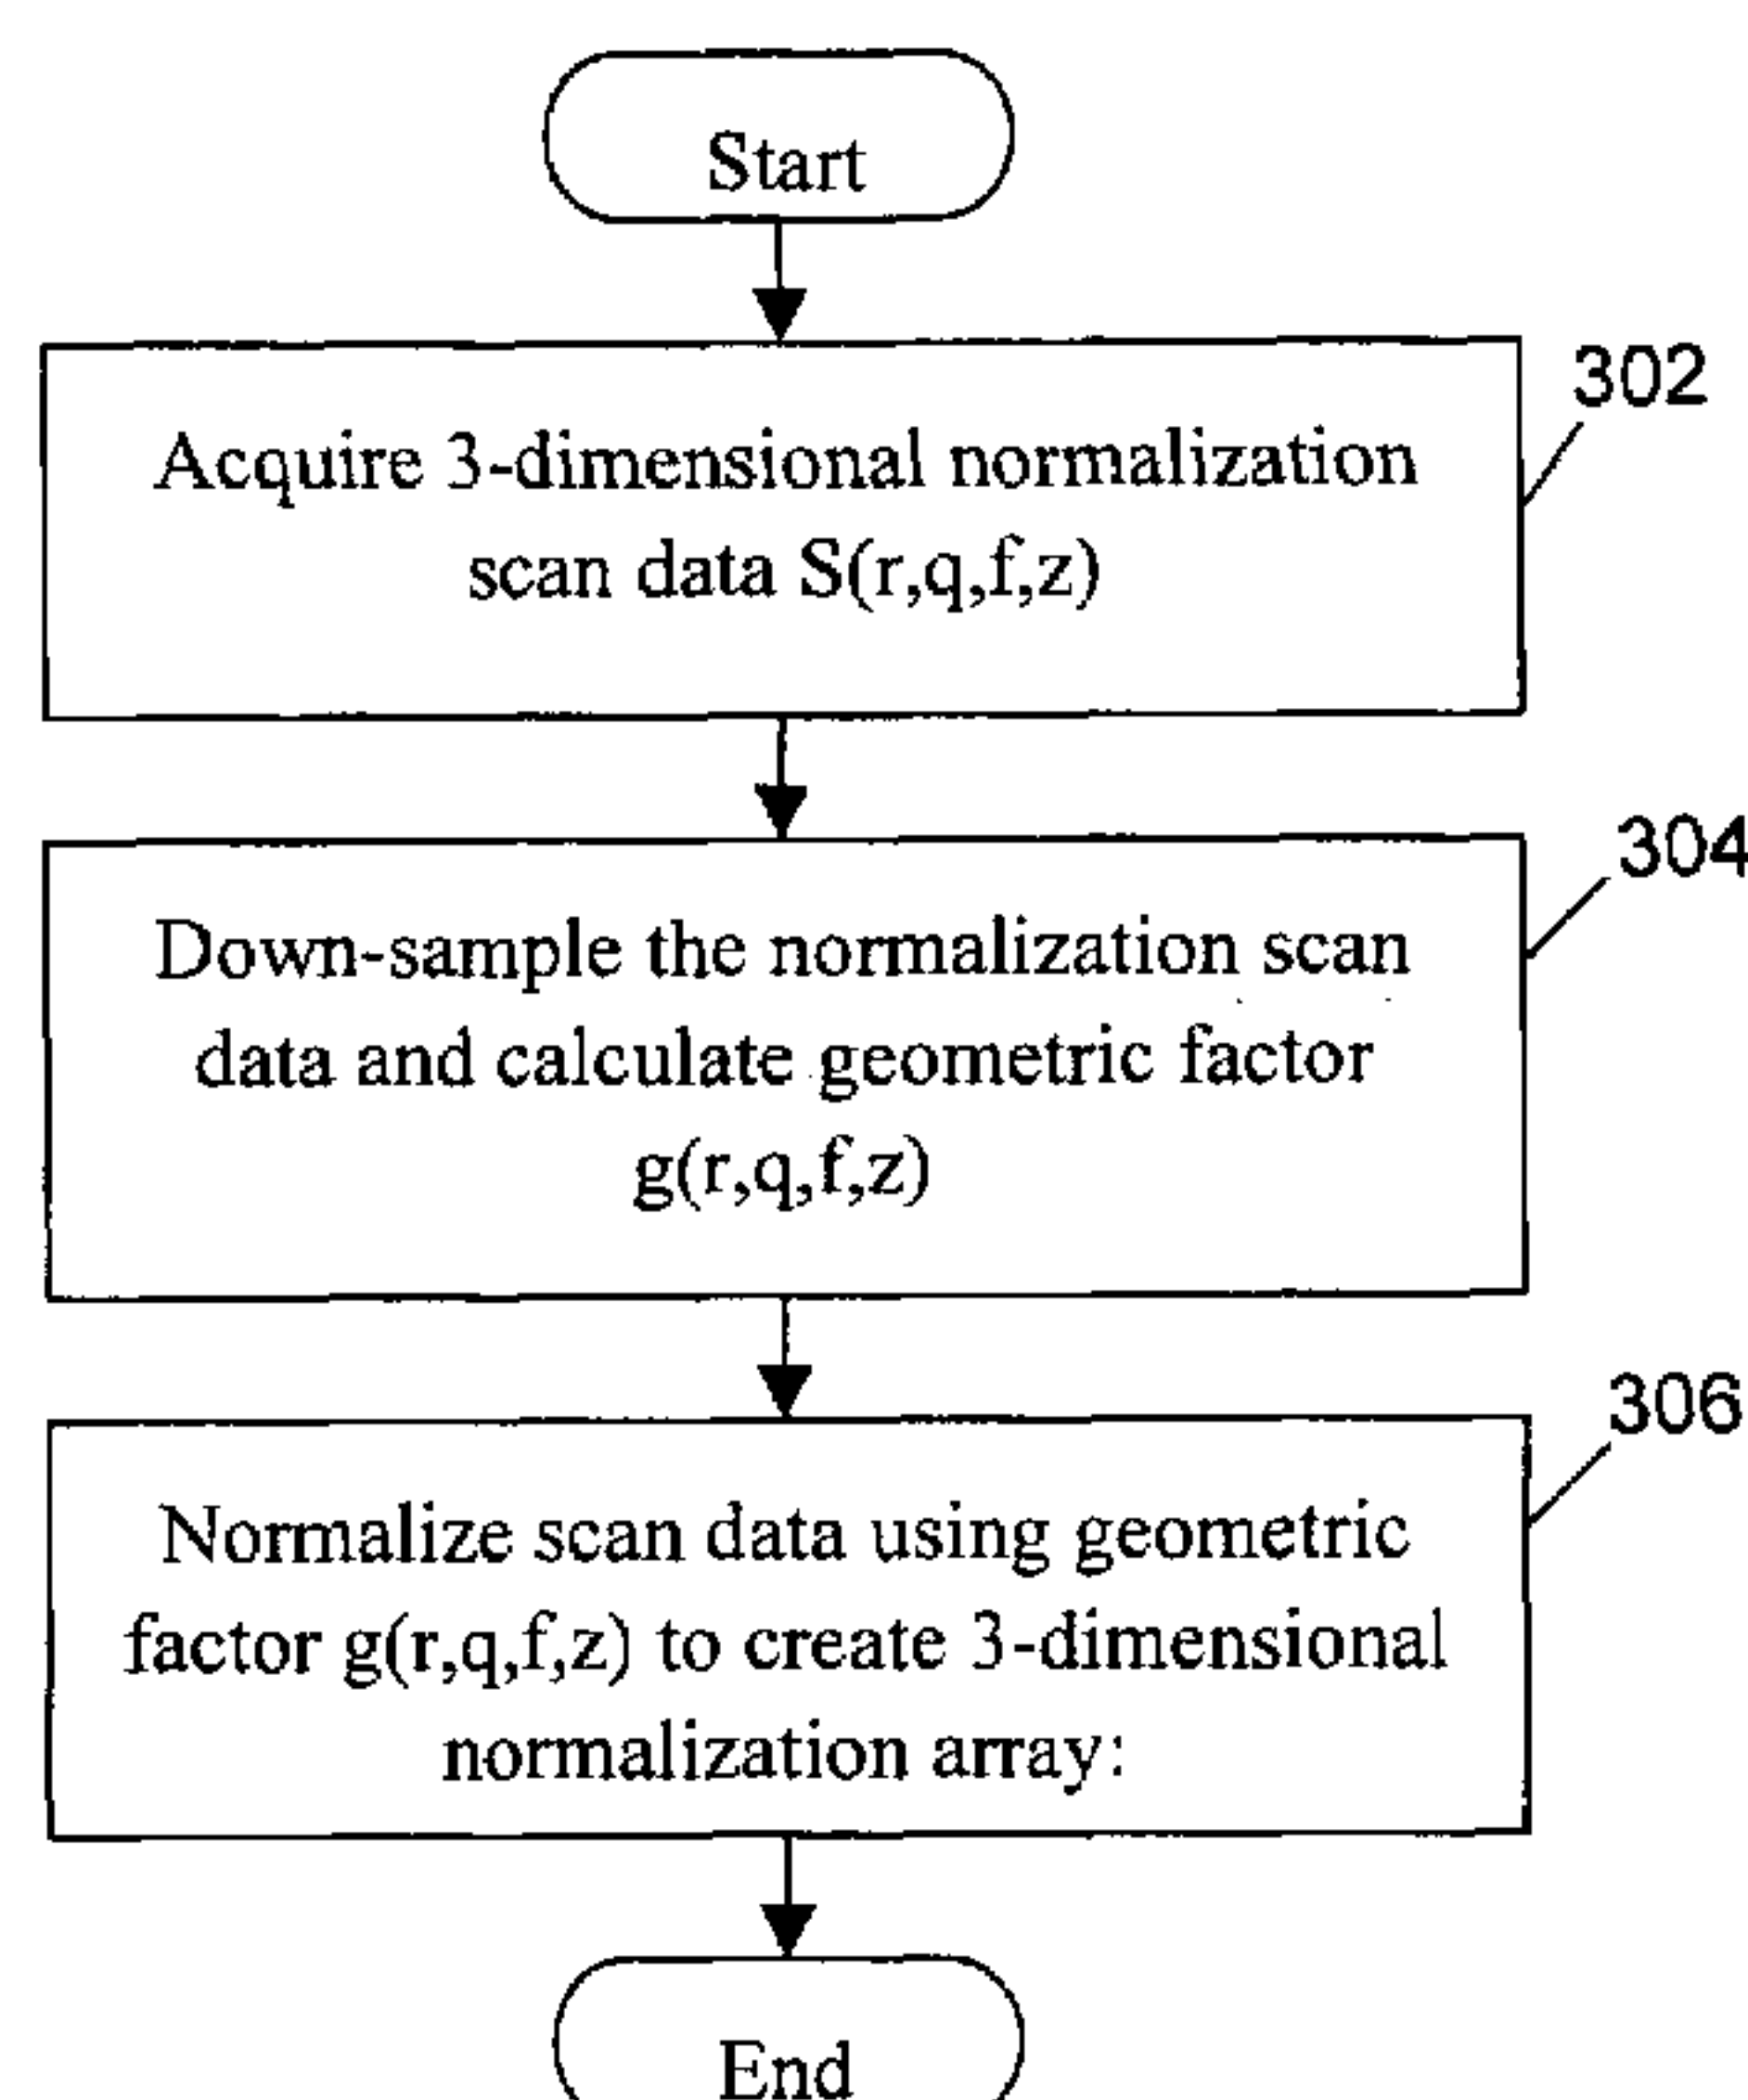 Start
302
Acquire 3-dimensional normalization
scan data S(r,q,f,z)
304
Down-sample the normalization scan
data and calculate geometric factor
g(r,q,f,z)
306
Normalize scan data using geometric
factor g(r,q,f,z) to create 3-dimensional
normalization array:
End